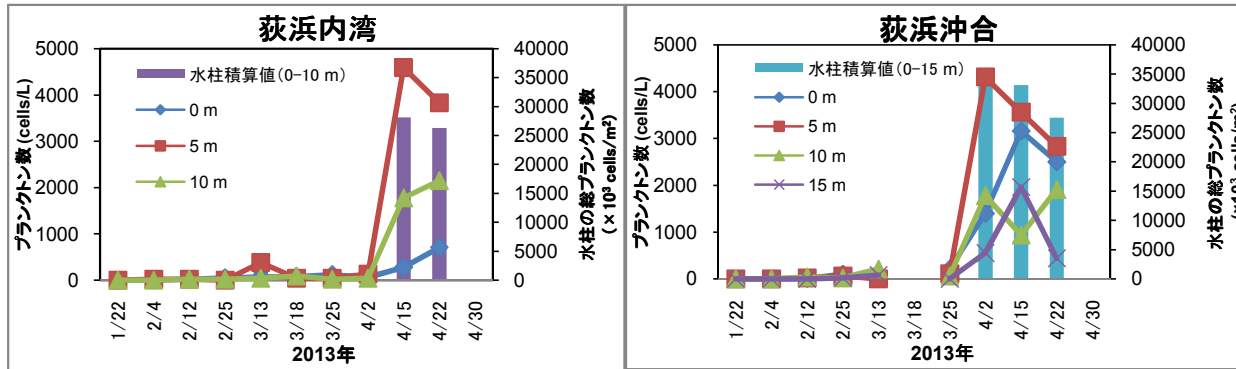 荻浜内湾
プランクトン数 (cells/L)
5000
4000
3000
2000
1000
0
水柱積算値(0-10 m)
0 m
5 m
10 m
40000
35000
30000
25000
20000
15000
10000
5000
0
水柱の総プランクトン数
(×10³ cells/m²)
1/22
2/4
2/12
2/25
3/13
3/18
3/25
4/2
4/15
4/22
4/30
2013年
荻浜沖合
プランクトン数 (cells/L)
5000
4000
3000
2000
1000
0
水柱積算値(0-15 m)
0 m
5 m
10 m
15 m
40000
35000
30000
25000
20000
15000
10000
5000
0
水柱の総プランクトン数
(×10³ cells/m²)
1/22
2/4
2/12
2/25
3/13
3/18
3/25
4/2
4/15
4/22
4/30
2013年